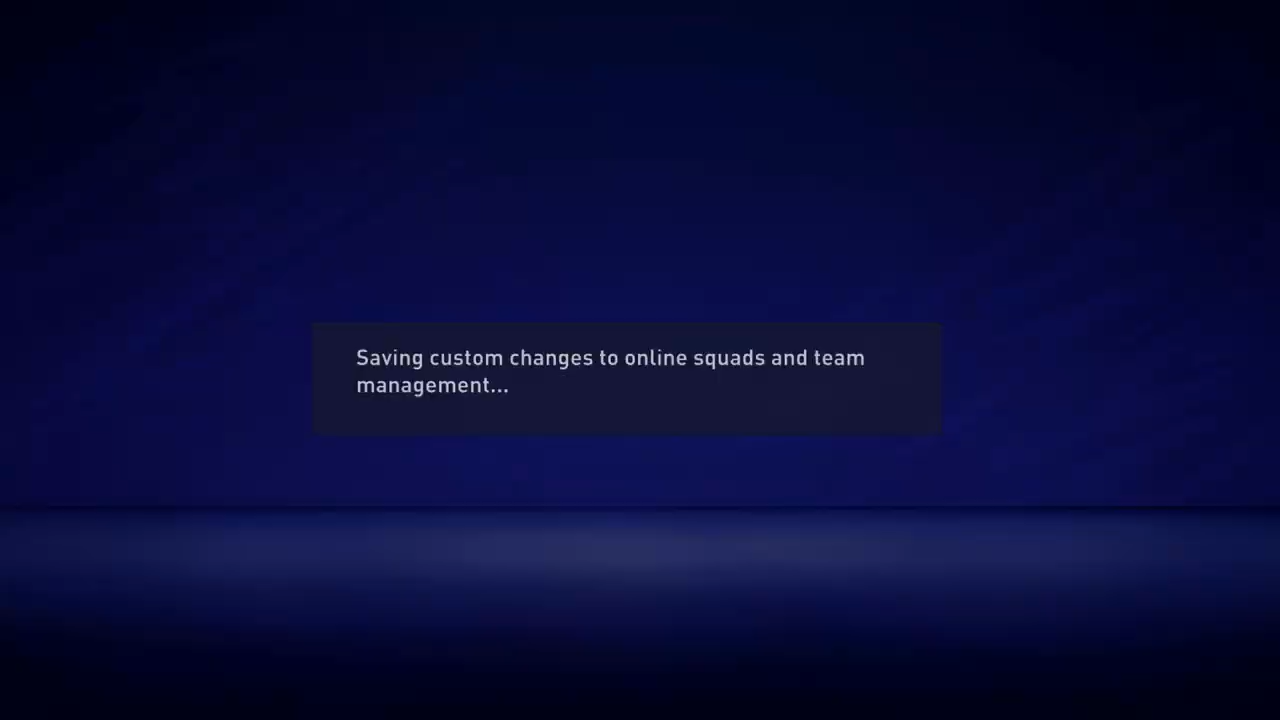 Saving custom changes to online squads and team
management...